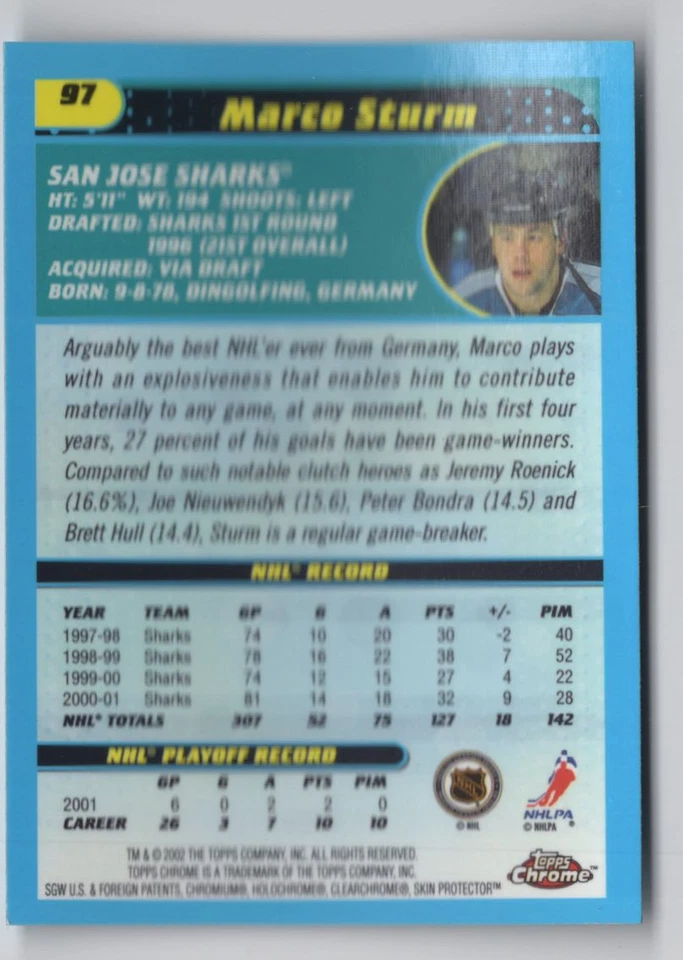 97
Marco Sturm
SAN JOSE SHARKS™
HT: 5'11" WT: 194 SHOOTS: LEFT
DRAFTED: SHARKS 1ST ROUND
1996 (21ST OVERALL)
ACQUIRED: VIA DRAFT
BORN: 9-8-78, DINGOLFING, GERMANY
Arguably the best NHL'er ever from Germany, Marco plays
with an explosiveness that enables him to contribute
materially to any game, at any moment. In his first four
years, 27 percent of his goals have been game-winners.
Compared to such notable clutch heroes as Jeremy Roenick
(16.6%), Joe Nieuwendyk (15.6), Peter Bondra (14.5) and
Brett Hull (14.4), Sturm is a regular game-breaker.
NHL® RECORD
YEAR TEAM GP G A PTS +/- PIM
1997-98 Sharks 74 10 20 30 -2 40
1998-99 Sharks 78 16 22 38 7 52
1999-00 Sharks 74 12 15 27 4 22
2000-01 Sharks 81 14 18 32 9 28
NHL® TOTALS 307 52 75 127 18 142
NHL® PLAYOFF RECORD
GP G A PTS PIM
2001 6 0 2 2 0
CAREER 26 3 7 10 10
NHL
© NHL
NHLPA
© NHLPA ®
TM & © 2002 THE TOPPS COMPANY, INC. ALL RIGHTS RESERVED.
TOPPS CHROME IS A TRADEMARK OF THE TOPPS COMPANY, INC.
SGW U.S. & FOREIGN PATENTS, CHROMIUM®, HOLOCHROME®, CLEARCHROME®, SKIN PROTECTOR™
Topps
Chrome™